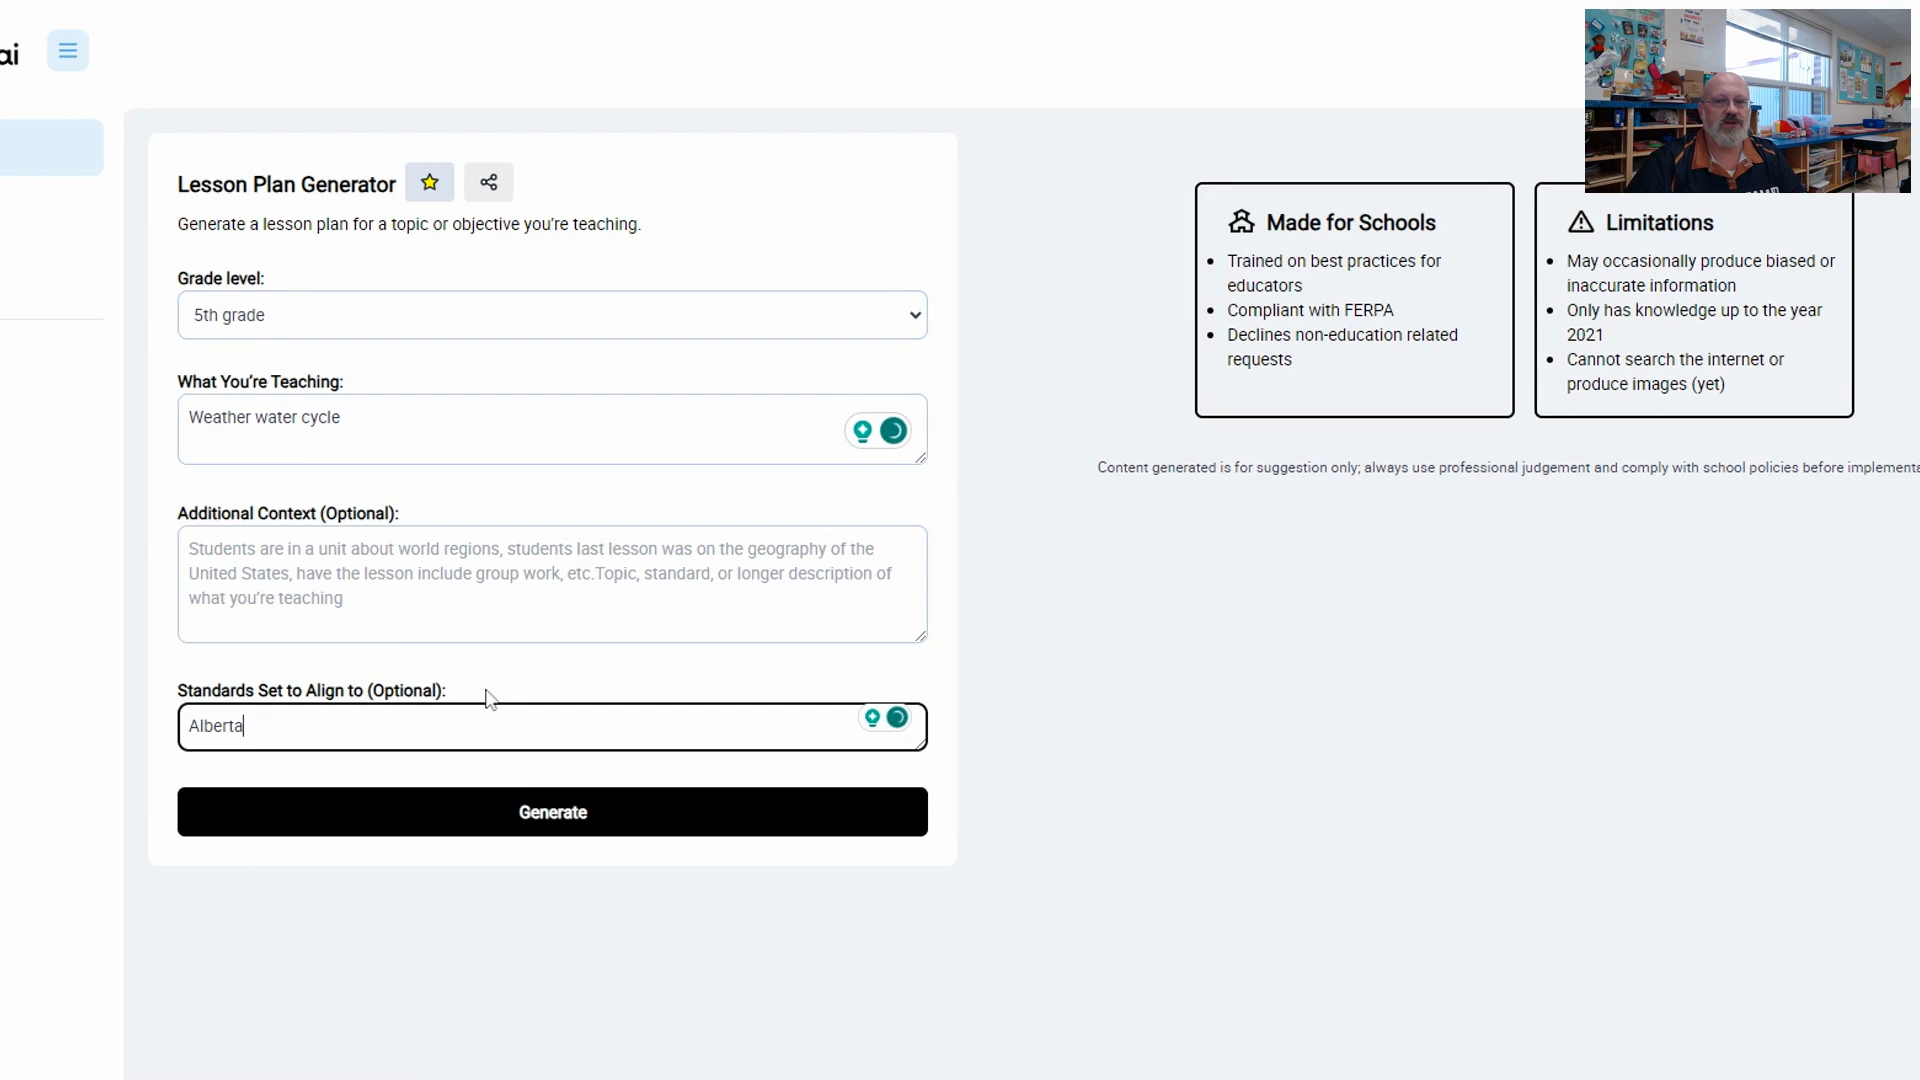 ai
Lesson Plan Generator
Generate a lesson plan for a topic or objective you’re teaching.
Grade level:
5th grade
What You’re Teaching:
Weather water cycle
Additional Context (Optional):
Students are in a unit about world regions, students last lesson was on the geography of the
United States, have the lesson include group work, etc.Topic, standard, or longer description of
what you’re teaching
Standards Set to Align to (Optional):
Alberta
Generate
Made for Schools
Trained on best practices for
educators
Compliant with FERPA
Declines non-education related
requests
Limitations
May occasionally produce biased or
inaccurate information
Only has knowledge up to the year
2021
Cannot search the internet or
produce images (yet)
Content generated is for suggestion only; always use professional judgement and comply with school policies before implementa